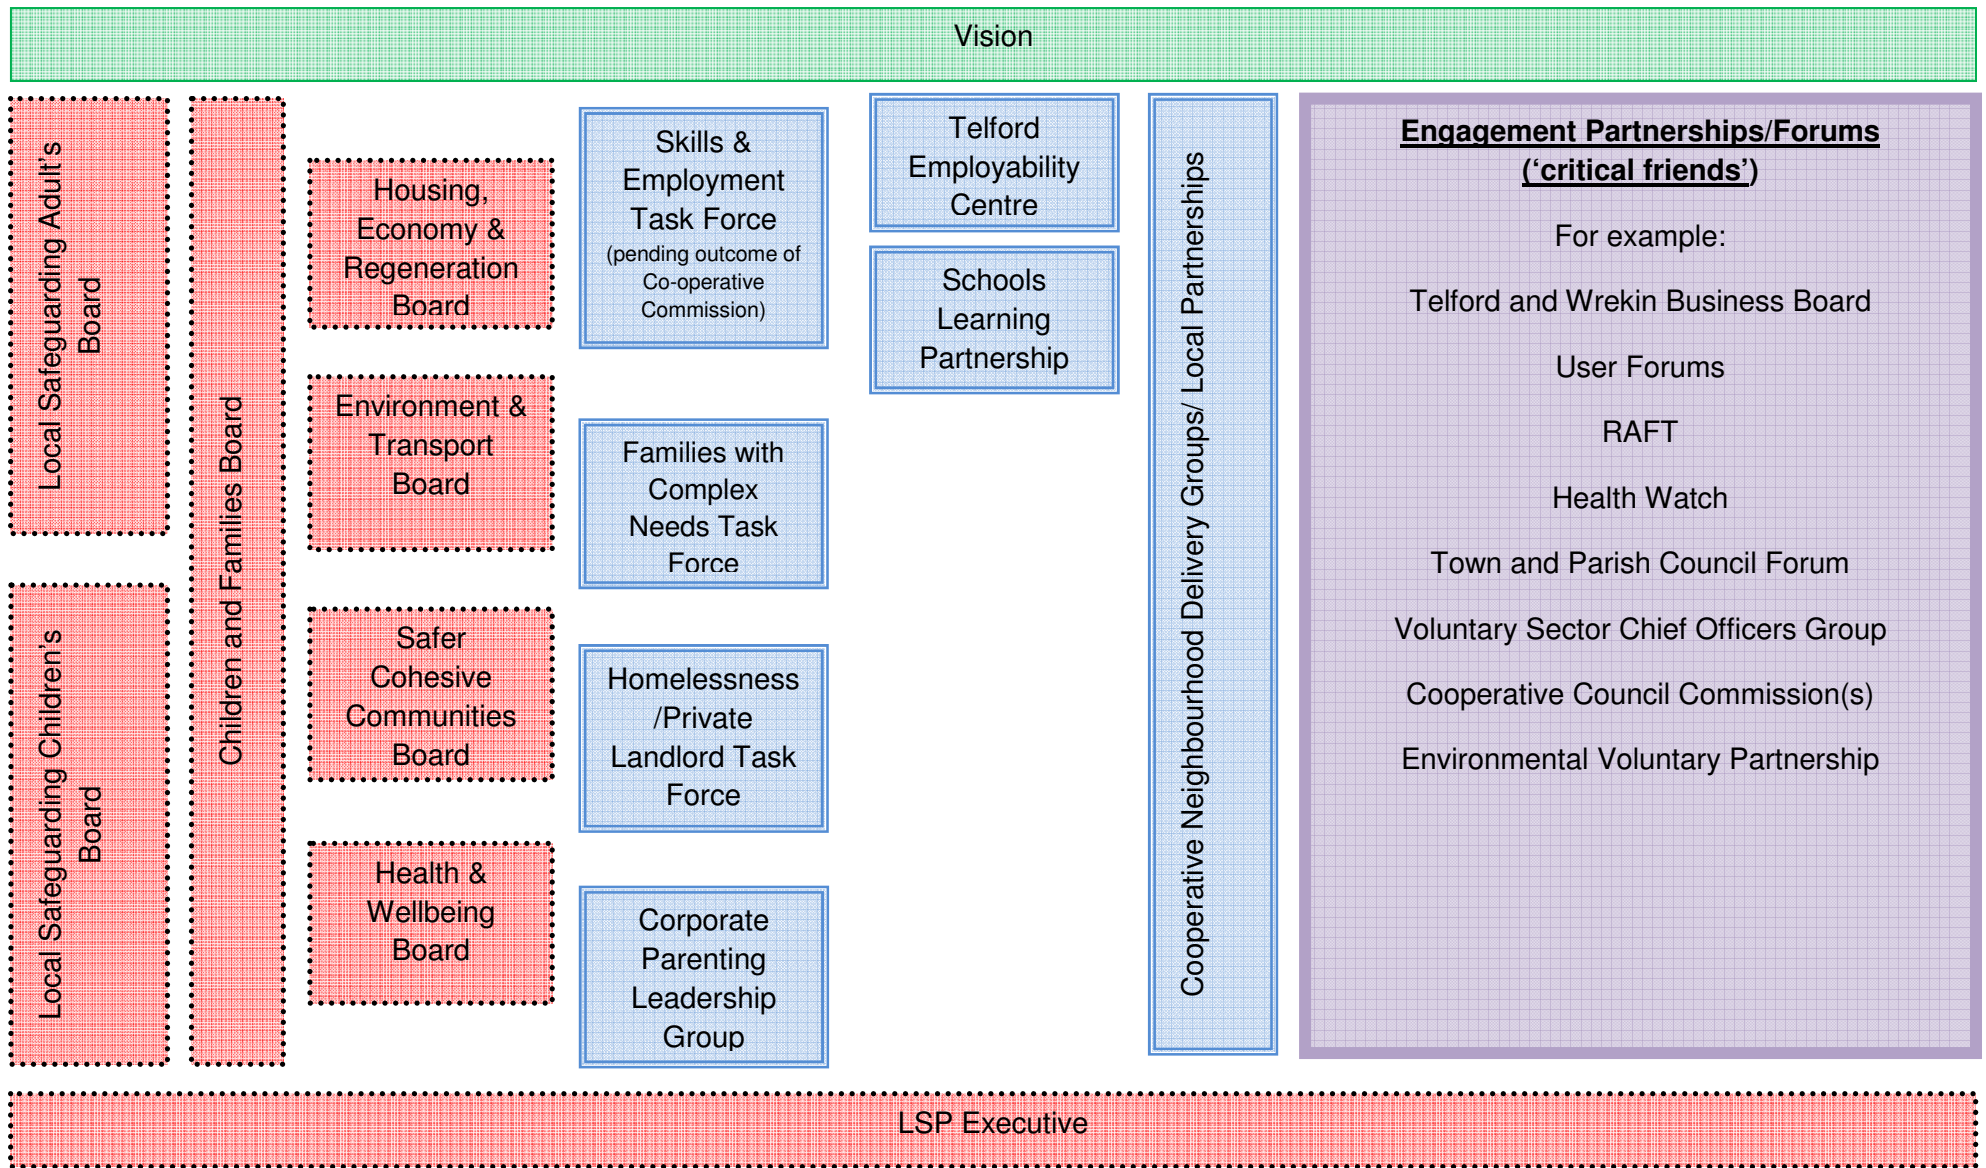 Vision
Local Safeguarding Adult's
Board
Local Safeguarding Children's
Board
Children and Families Board
Housing,
Economy &
Regeneration
Board
Environment &
Transport
Board
Safer
Cohesive
Communities
Board
Health &
Wellbeing
Board
Skills &
Employment
Task Force
(pending outcome of
Co-operative
Commission)
Families with
Complex
Needs Task
Force
Homelessness
/Private
Landlord Task
Force
Corporate
Parenting
Leadership
Group
Telford
Employability
Centre
Schools
Learning
Partnership
Cooperative Neighbourhood Delivery Groups/ Local Partnerships
Engagement Partnerships/Forums
(‘critical friends’)
For example:
Telford and Wrekin Business Board
User Forums
RAFT
Health Watch
Town and Parish Council Forum
Voluntary Sector Chief Officers Group
Cooperative Council Commission(s)
Environmental Voluntary Partnership
LSP Executive